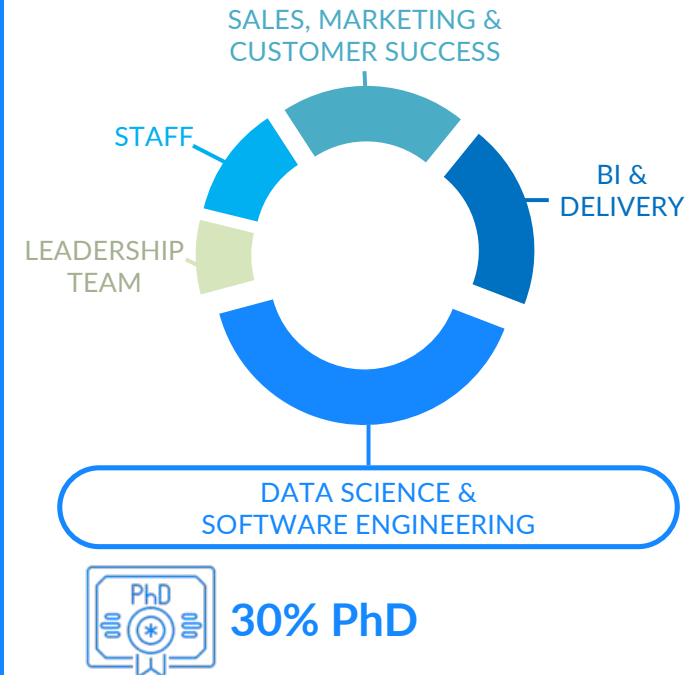 SALES, MARKETING &
CUSTOMER SUCCESS
STAFF
BI &
DELIVERY
LEADERSHIP
TEAM
DATA SCIENCE &
SOFTWARE ENGINEERING
PhD
30% PhD